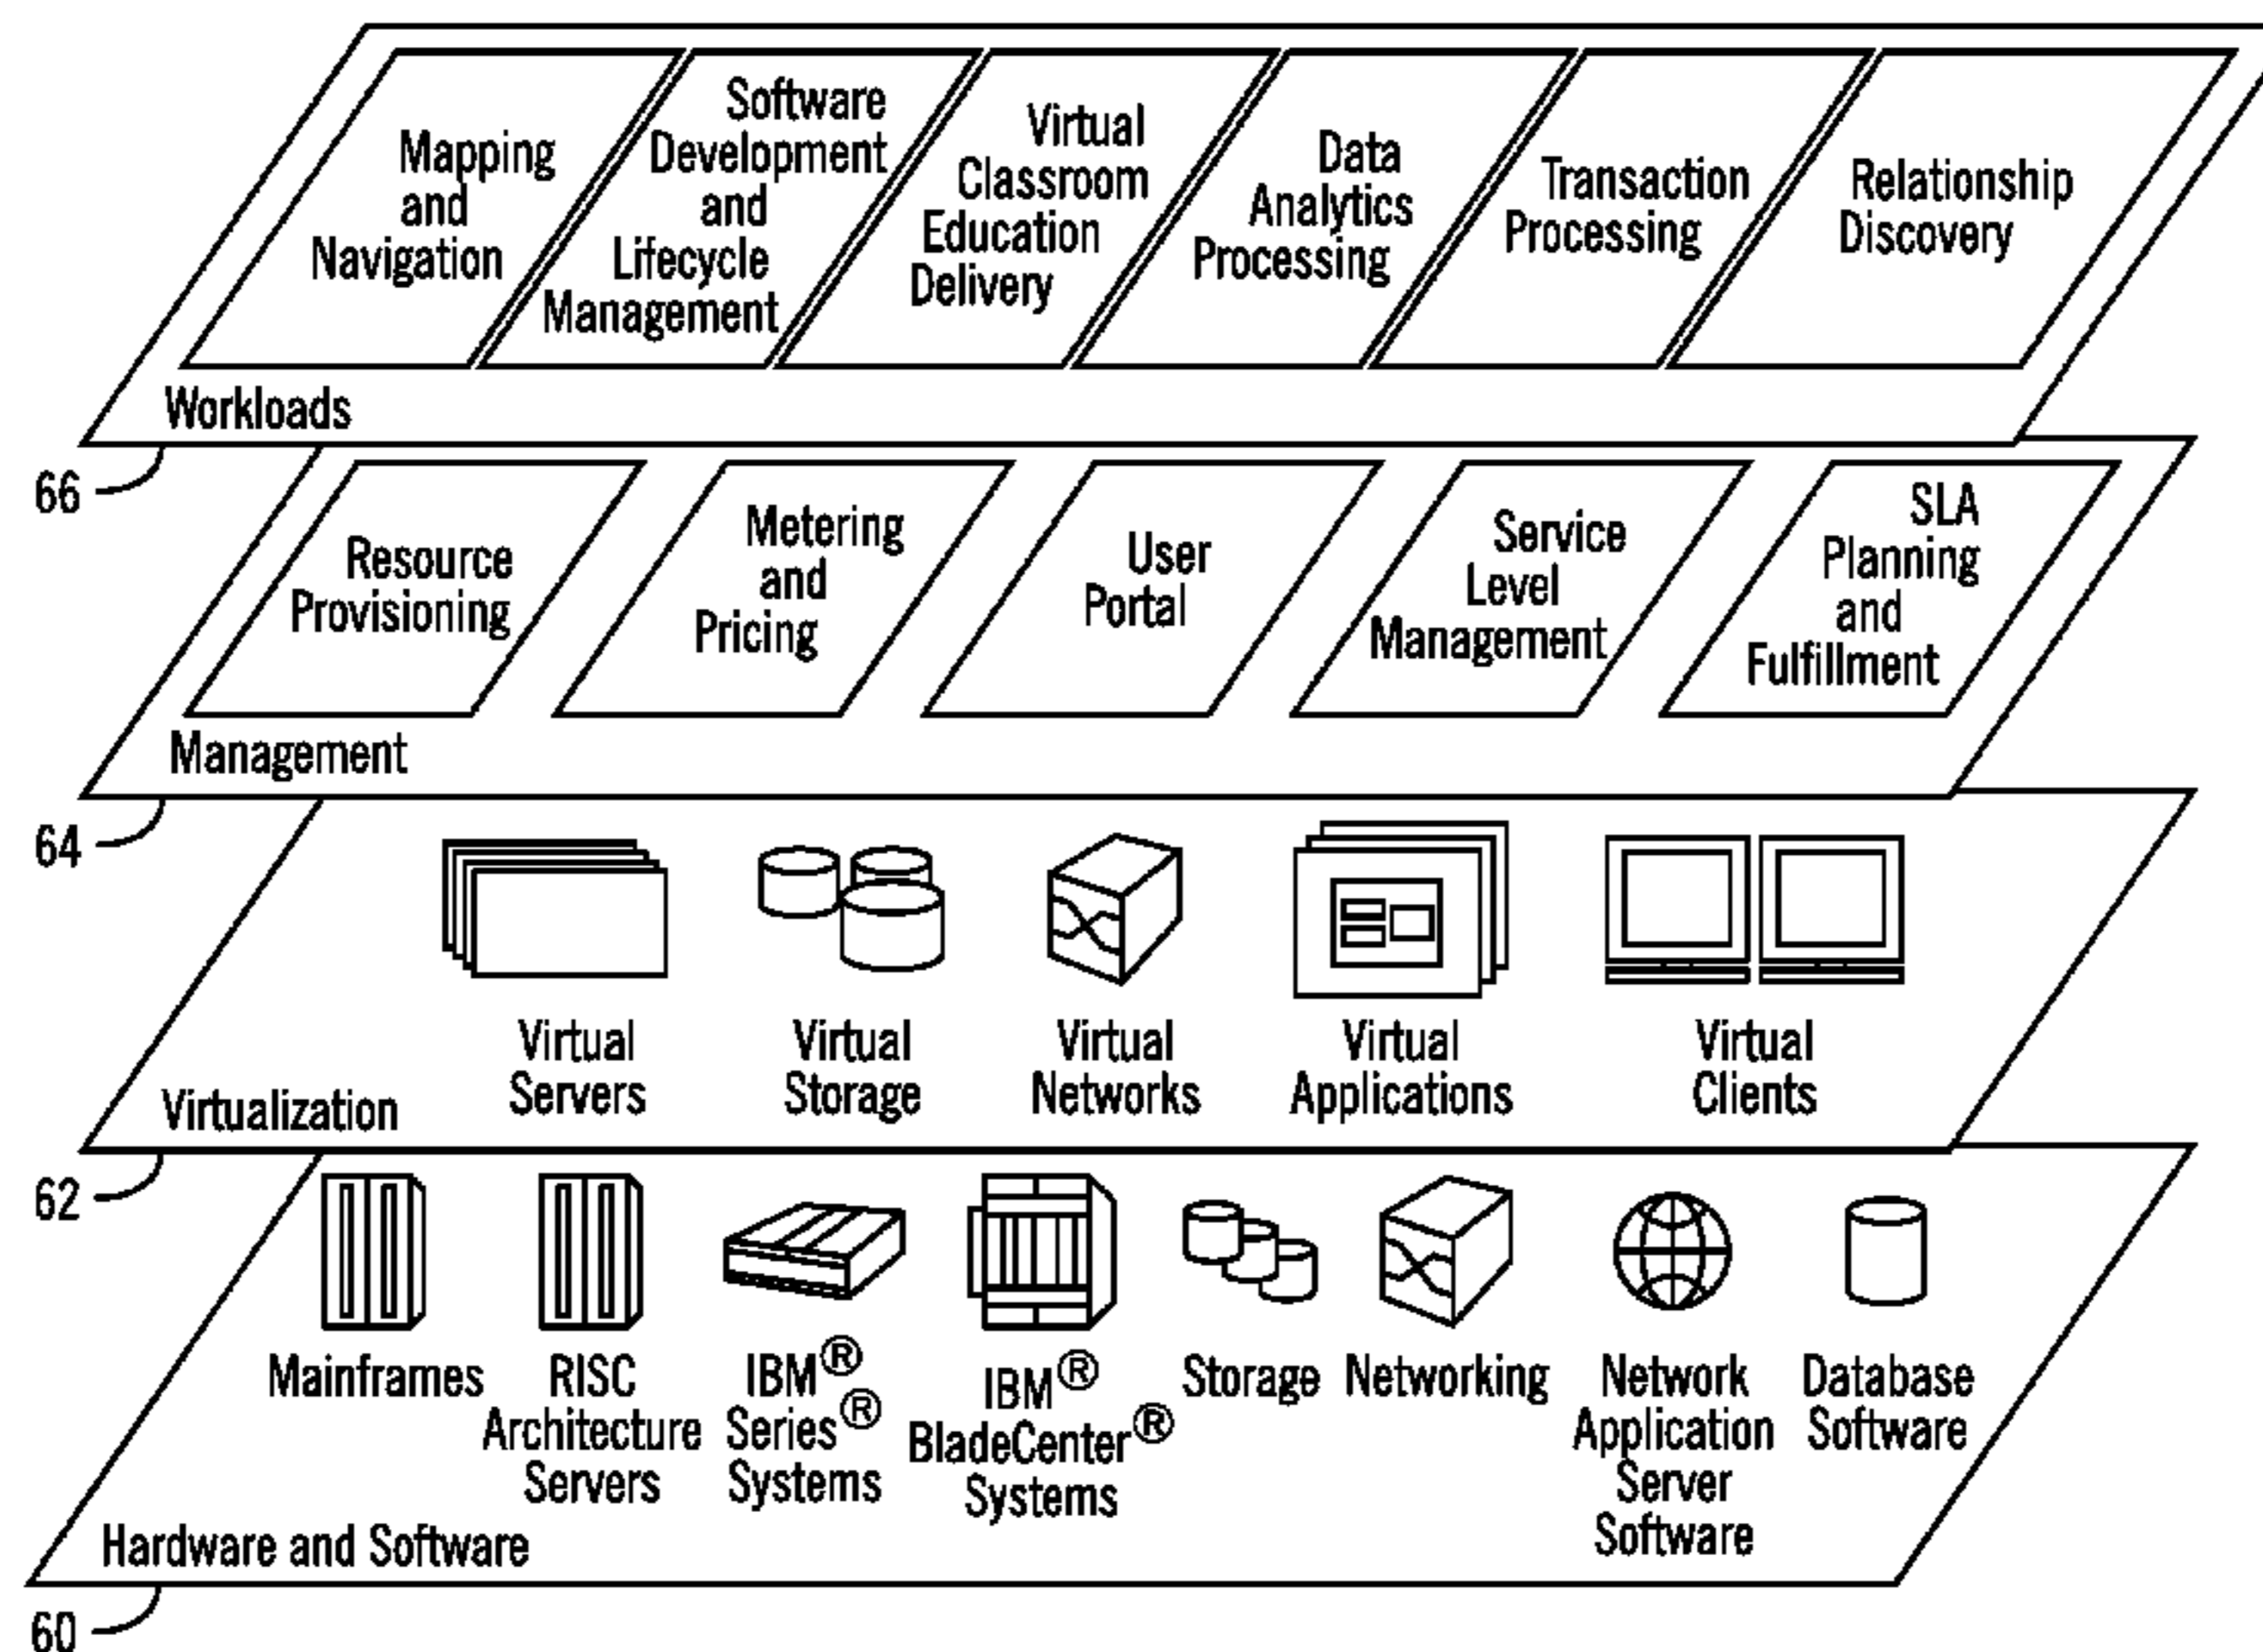 Mapping
and
Navigation
Software
Development
and
Lifecycle
Management
Virtual
Classroom
Education
Delivery
Data
Analytics
Processing
Transaction
Processing
Relationship
Discovery
Workloads
66
Resource
Provisioning
Metering
and
Pricing
User
Portal
Service
Level
Management
SLA
Planning
and
Fulfillment
Management
64
Virtual
Servers
Virtual
Storage
Virtual
Networks
Virtual
Applications
Virtual
Clients
Virtualization
62
Mainframes
RISC
Architecture
Servers
IBM®
Series®
Systems
IBM®
BladeCenter®
Systems
Storage
Networking
Network
Application
Server
Software
Database
Software
Hardware and Software
60